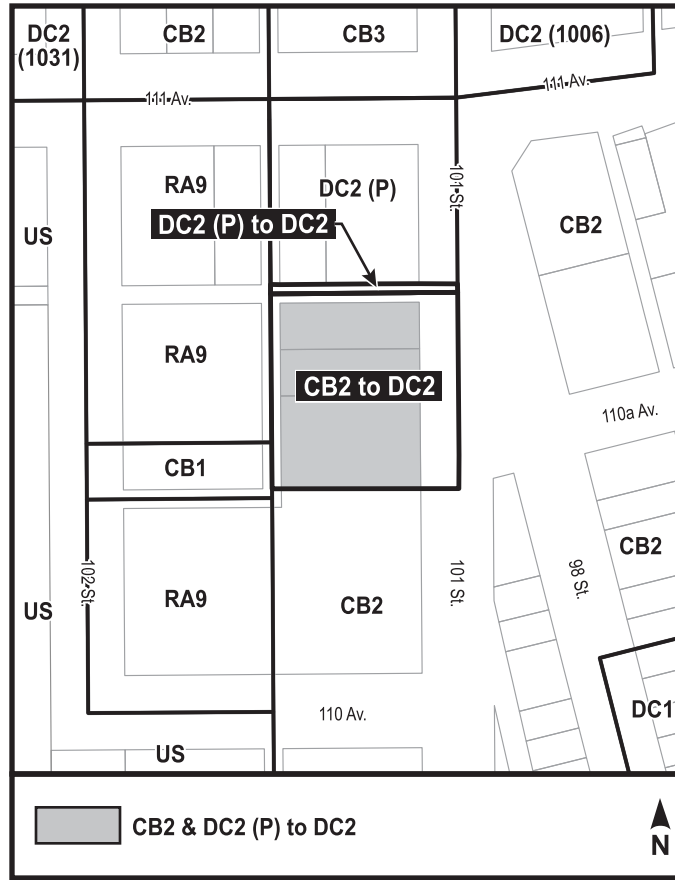 DC2
(1031)
CB2
CB3
DC2 (1006)
111 Av.
111 Av.
RA9
DC2 (P)
101 St.
US
DC2 (P) to DC2
CB2
RA9
CB2 to DC2
110a Av.
CB1
CB2
102 St.
RA9
CB2
101 St.
98 St.
US
DC1
110 Av.
US
CB2 & DC2 (P) to DC2
N